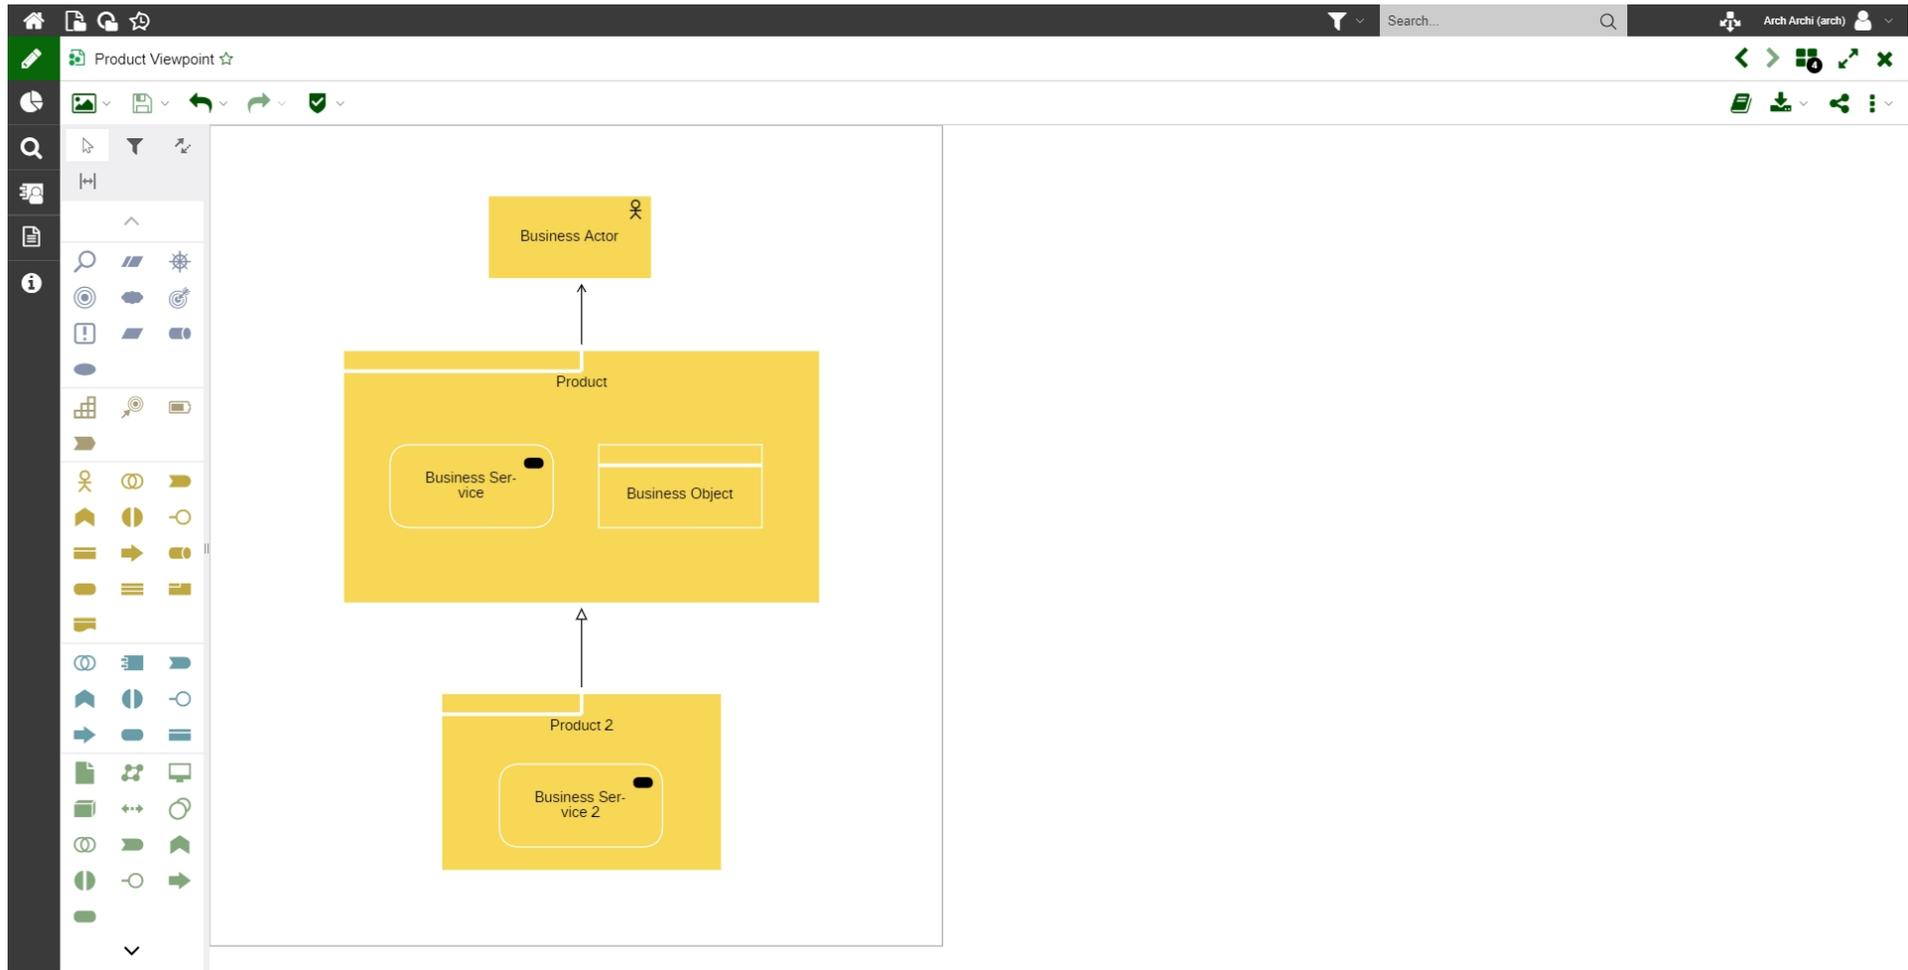 Search...
Arch Archi (arch)
Product Viewpoint
4
Business Actor
Product
Business Ser-
vice
Business Object
Product 2
Business Ser-
vice 2